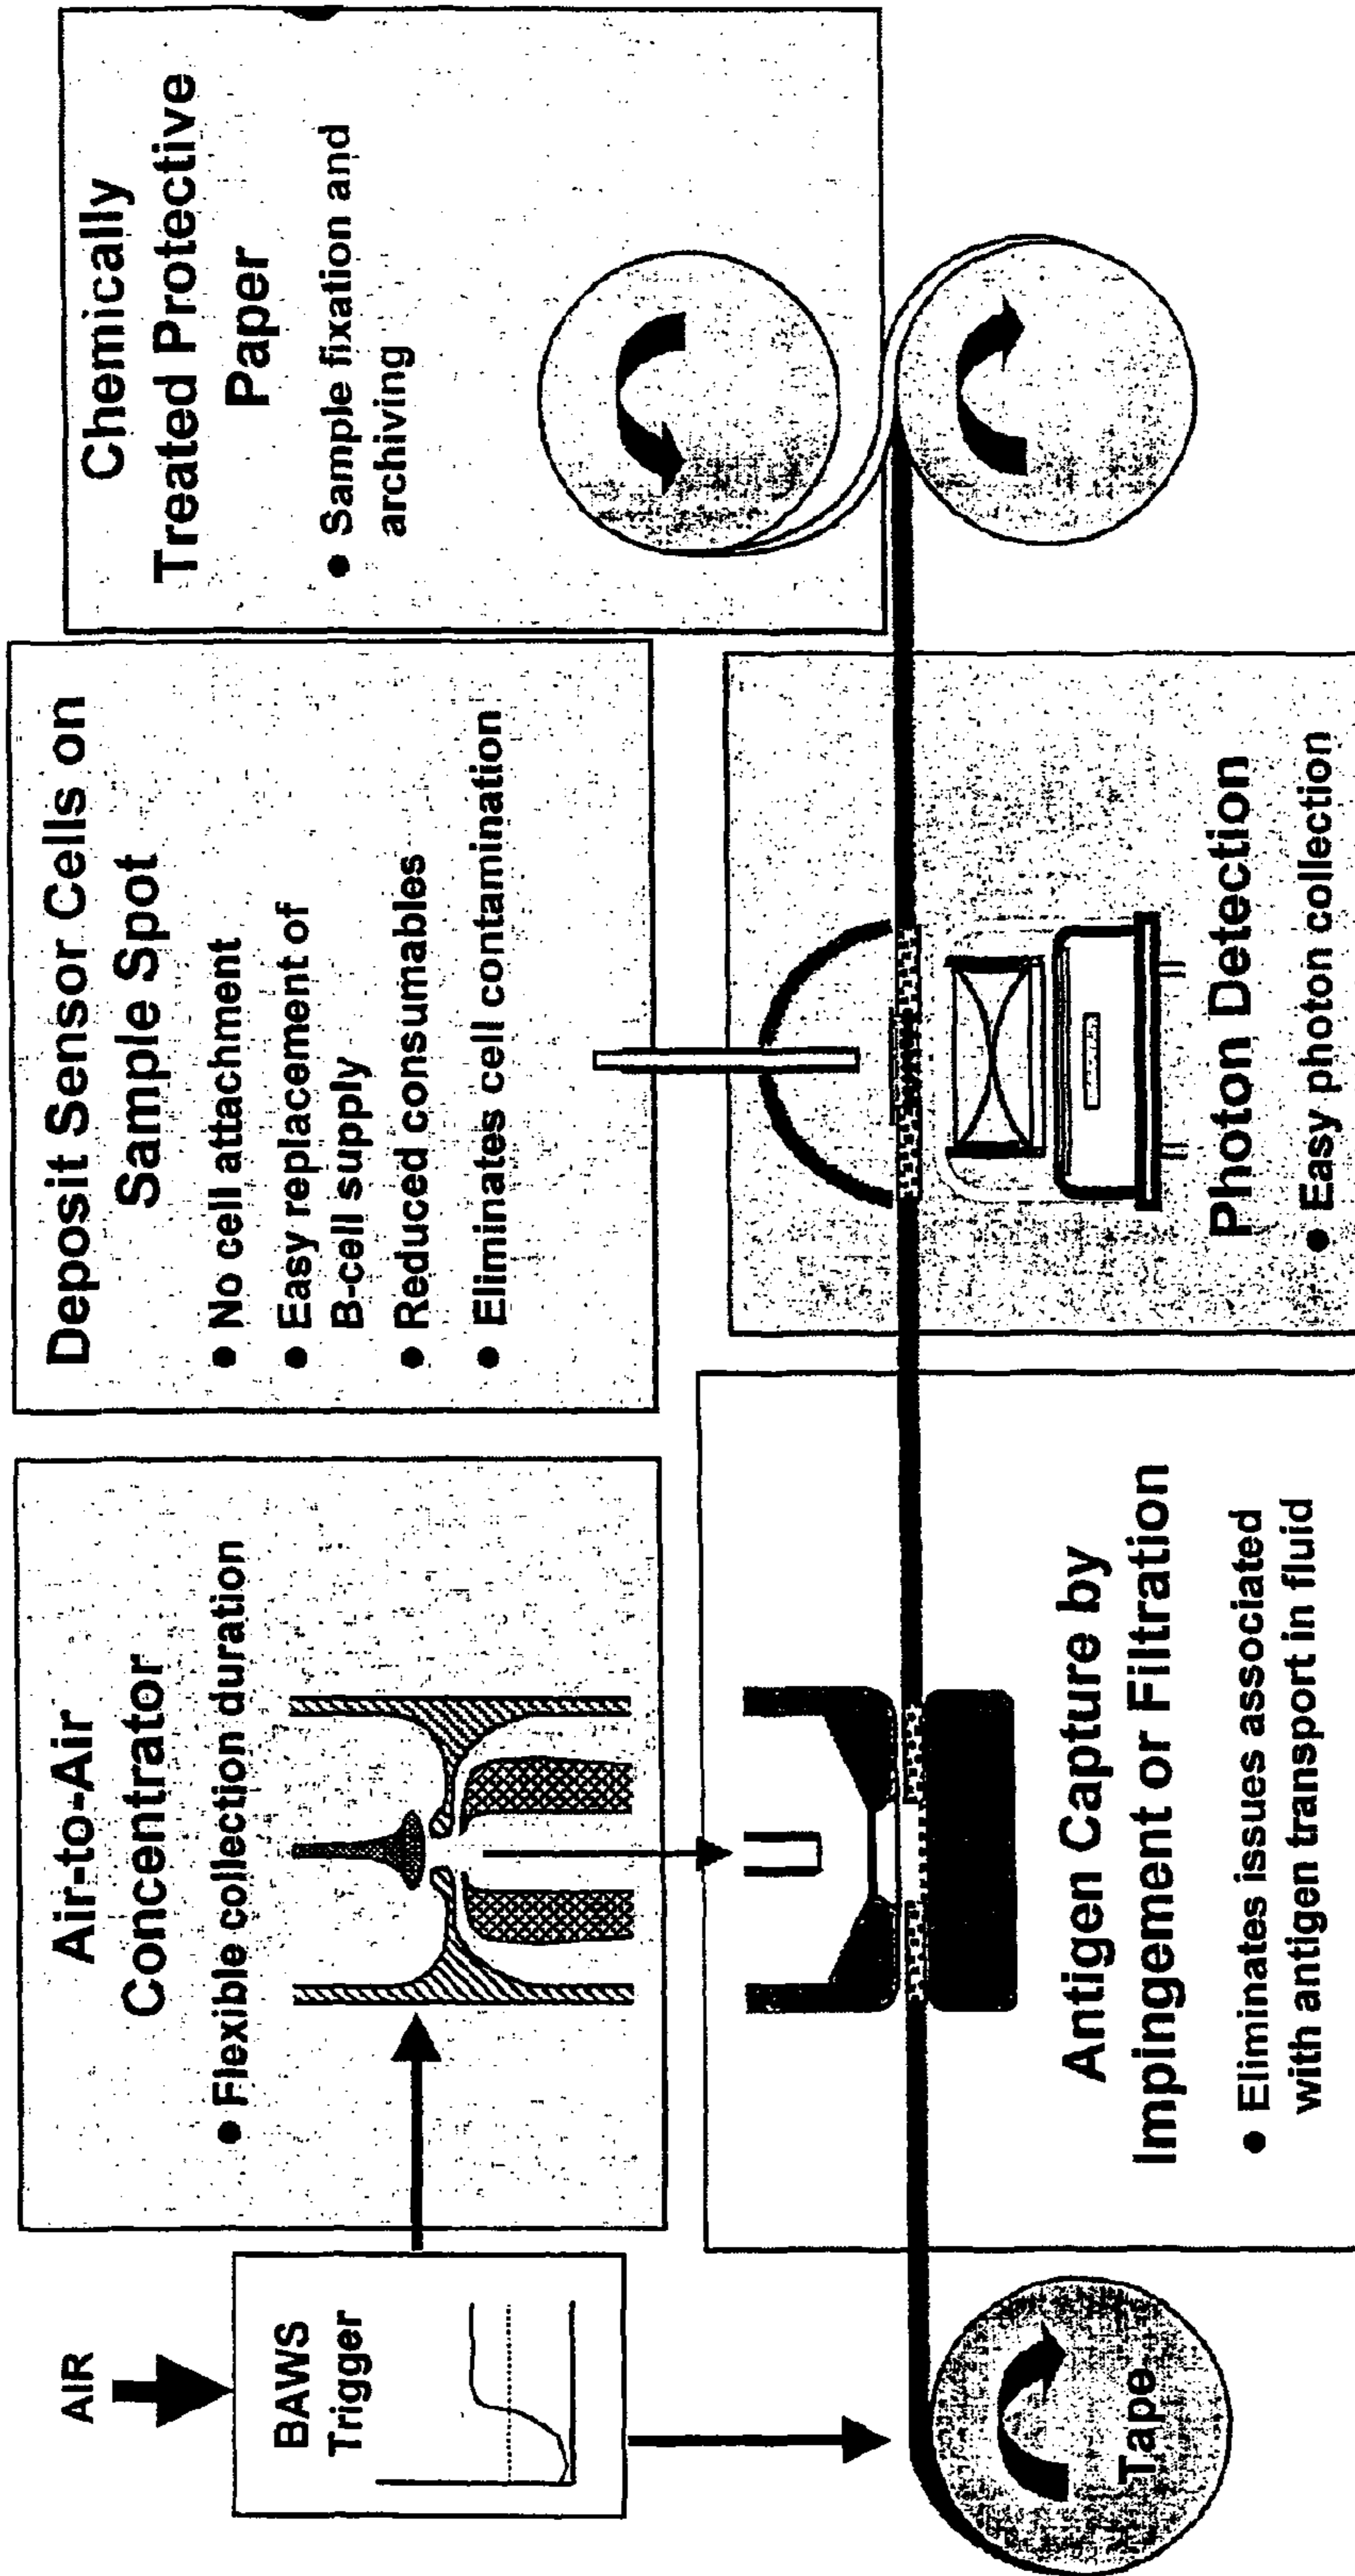 AIR
BAWS
Trigger
Air-to-Air
Concentrator
● Flexible collection duration
Deposit Sensor Cells on
Sample Spot
● No cell attachment
● Easy replacement of
B-cell supply
● Reduced consumables
● Eliminates cell contamination
Chemically
Treated Protective
Paper
● Sample fixation and
archiving
Tape
Antigen Capture by
Impingement or Filtration
● Eliminates issues associated
with antigen transport in fluid
Photon Detection
● Easy photon collection